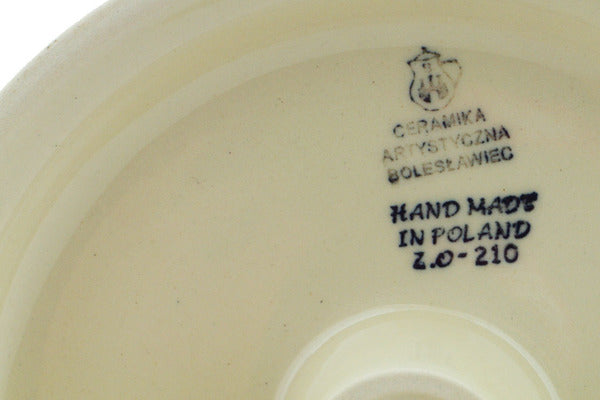 CERAMIKA
ARTYSTYCZNA
BOLESŁAWIEC
HAND MADE
IN POLAND
Z.O-210